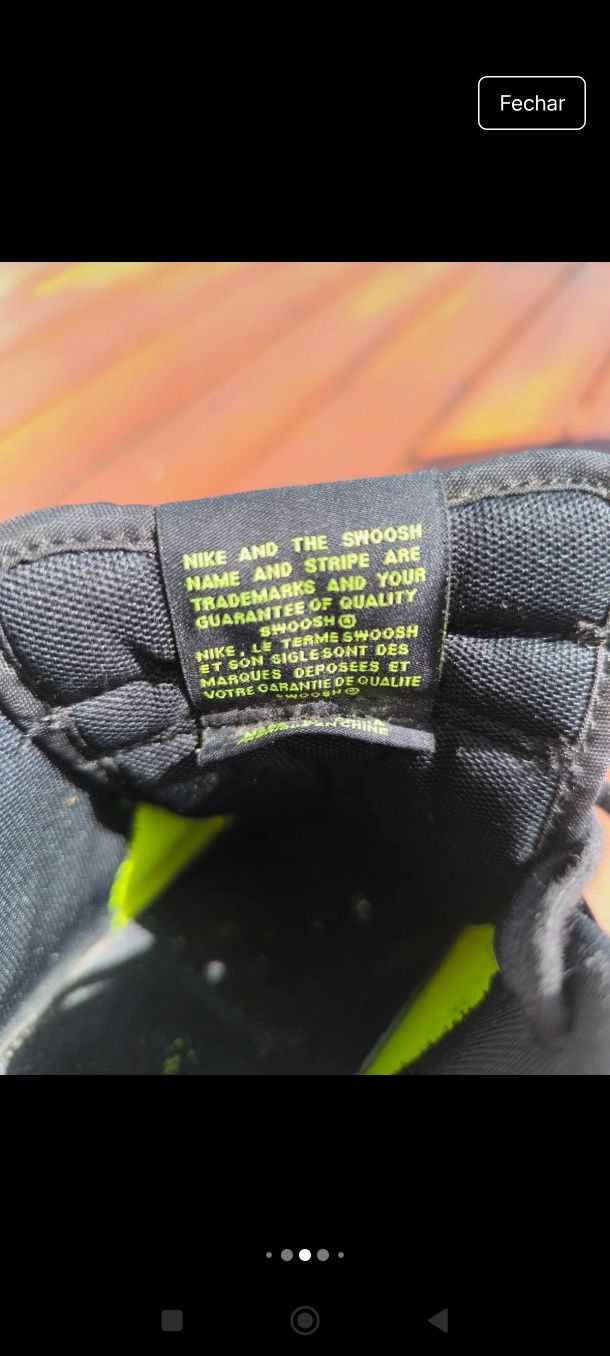 Fechar
NIKE AND THE SWOOSH
NAME AND STRIPE ARE
TRADEMARKS AND YOUR
GUARANTEE OF QUALITY
SWOOSH®
NIKE, LE TERME SWOOSH
ET SON SIGLE SONT DES
MARQUES DEPOSEES ET
VOTRE GARANTIE DE QUALITE
SWOOSH®
CHINE